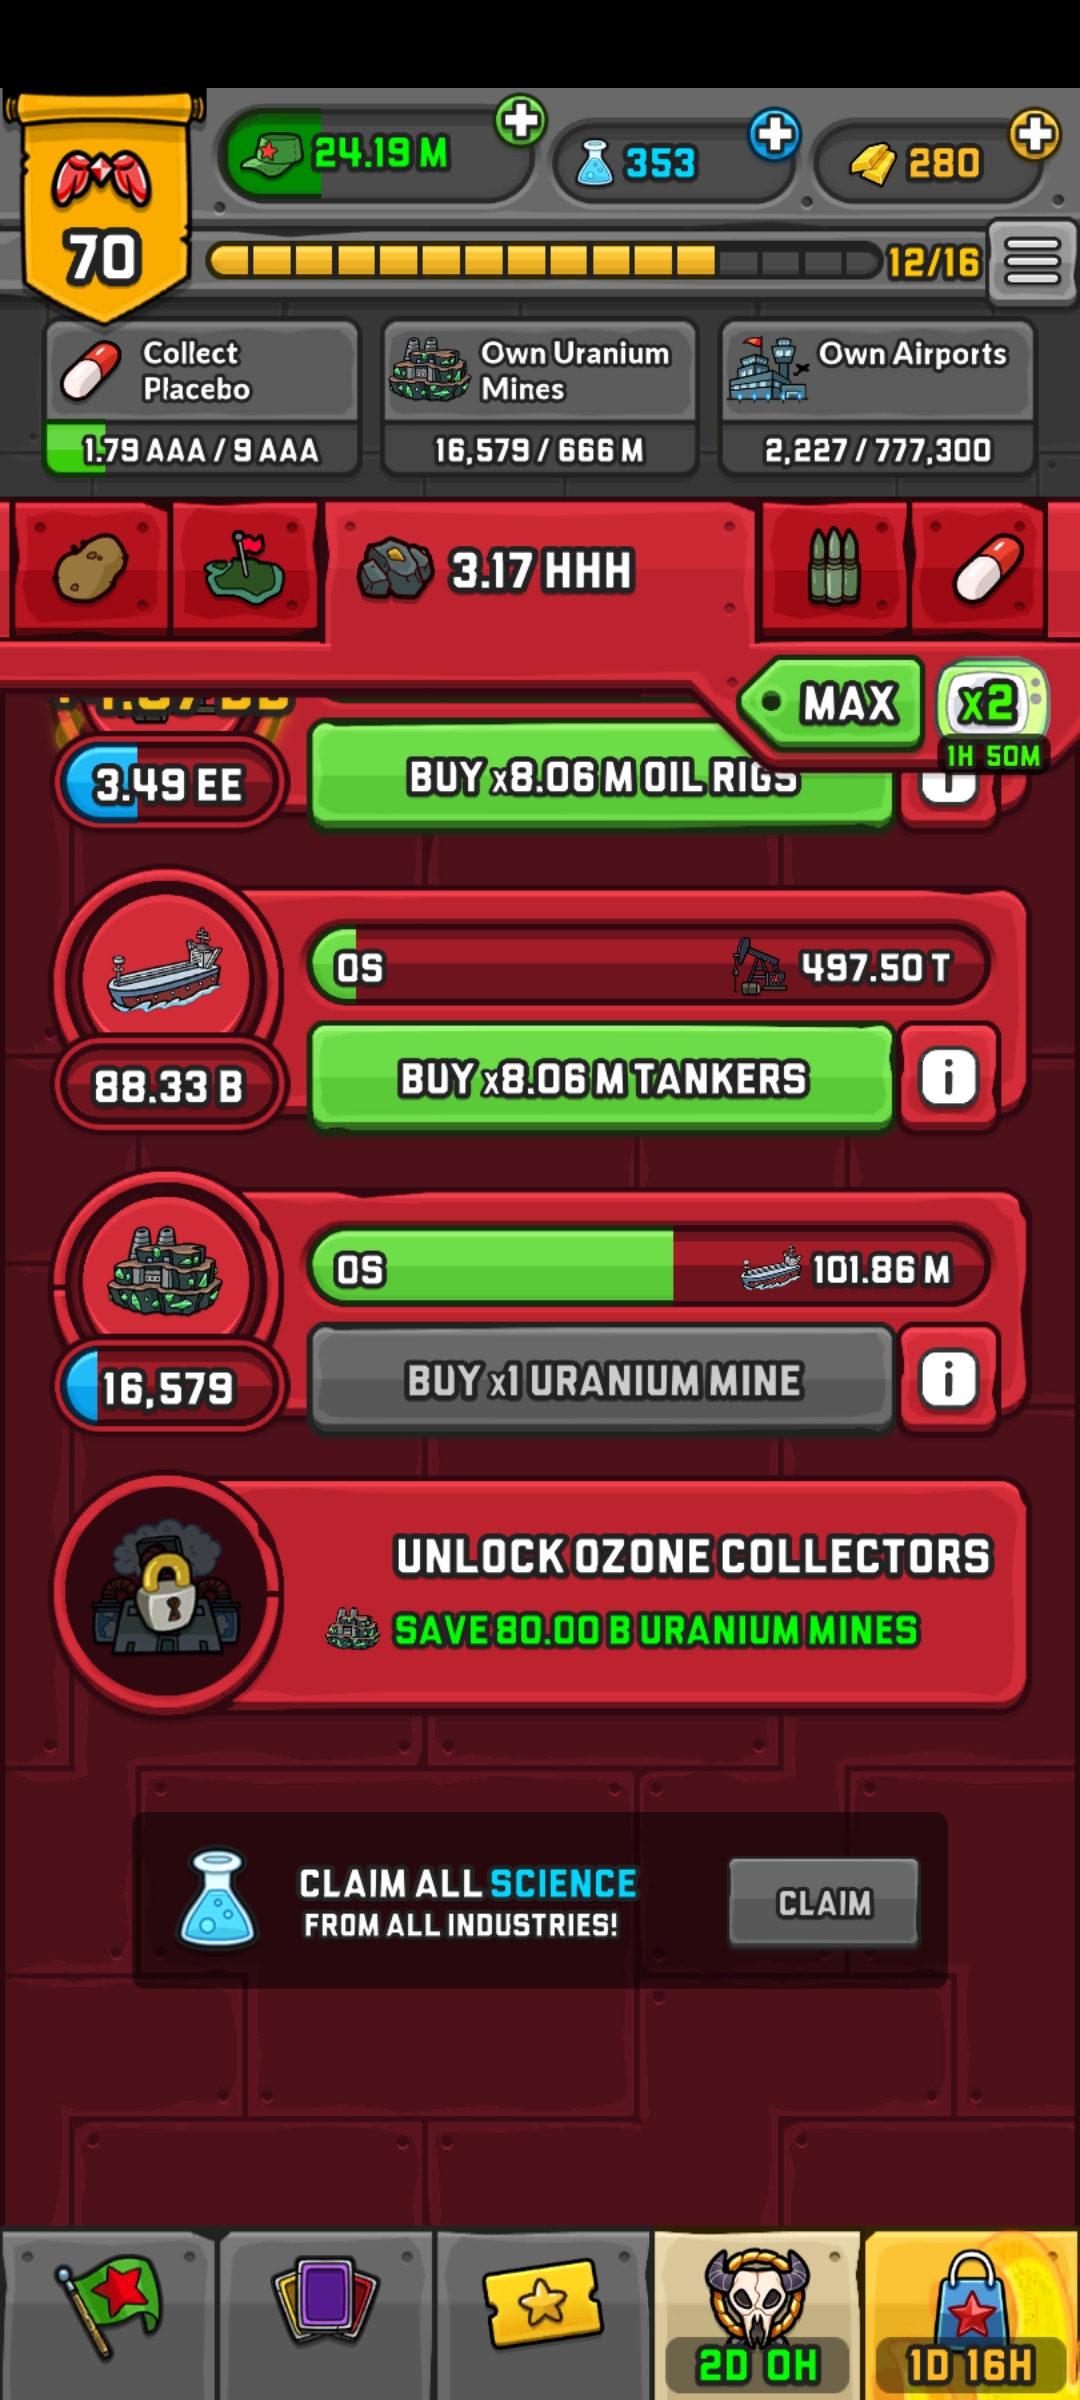 24.19 M
353
280
70
12/16
Collect
Placebo
Own Uranium
Mines
Own Airports
1.79 AAA / 9 AAA
16,579 / 666 M
2,227 / 777,300
3.17 HHH
MAX
x2
1H 50M
3.49 EE
BUY x8.06 M OIL RIGS
0S
497.50 T
88.33 B
BUY x8.06 M TANKERS
0S
101.86 M
16,579
BUY x1 URANIUM MINE
UNLOCK OZONE COLLECTORS
SAVE 80.00 B URANIUM MINES
CLAIM ALL SCIENCE
FROM ALL INDUSTRIES!
CLAIM
2D 0H
1D 16H